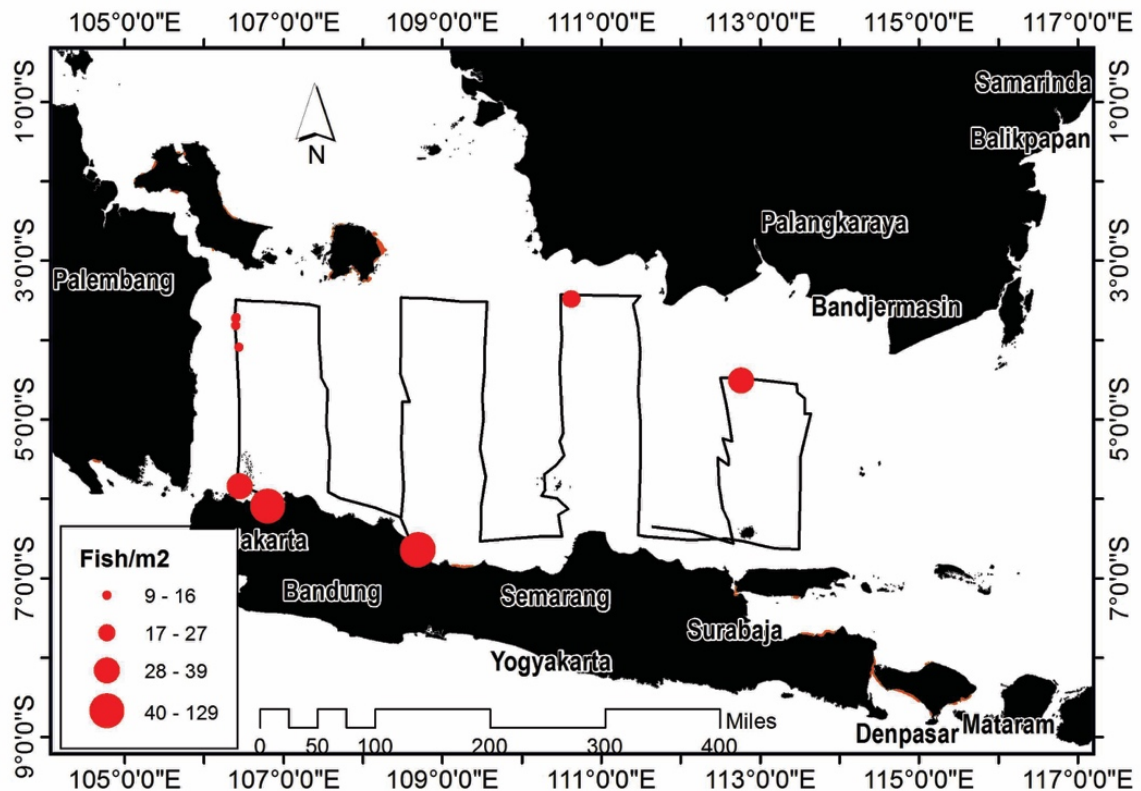 105°0'0"E 107°0'0"E 109°0'0"E 111°0'0"E 113°0'0"E 115°0'0"E 117°0'0"E
1°0'0"S
3°0'0"S
5°0'0"S
7°0'0"S
9°0'0"S
N
Samarinda
Balikpapan
Palangkaraya
Palembang
Bandjermasin
Jakarta
Bandung
Semarang
Surabaja
Yogyakarta
Denpasar
Mataram
Fish/m2
9 - 16
17 - 27
28 - 39
40 - 129
Miles
0 50 100 200 300 400
1°0'0"S
3°0'0"S
5°0'0"S
7°0'0"S
9°0'0"S
105°0'0"E 107°0'0"E 109°0'0"E 111°0'0"E 113°0'0"E 115°0'0"E 117°0'0"E